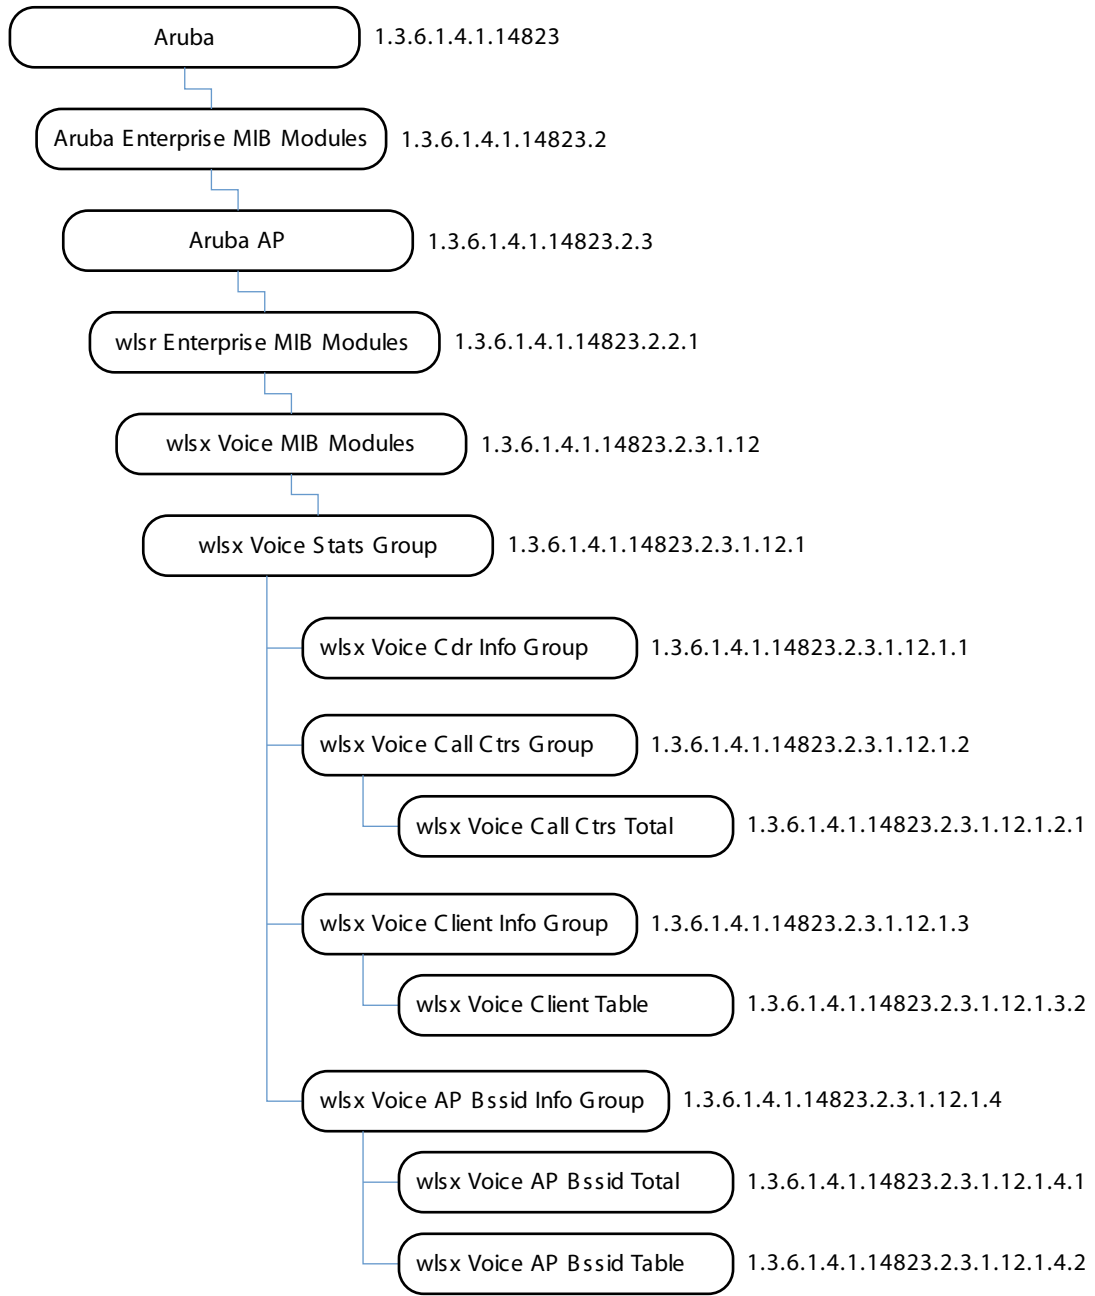 Aruba 1.3.6.1.4.1.14823
Aruba Enterprise MIB Modules 1.3.6.1.4.1.14823.2
Aruba AP 1.3.6.1.4.1.14823.2.3
wlsr Enterprise MIB Modules 1.3.6.1.4.1.14823.2.2.1
wlsx Voice MIB Modules 1.3.6.1.4.1.14823.2.3.1.12
wlsx Voice Stats Group 1.3.6.1.4.1.14823.2.3.1.12.1
wlsx Voice Cdr Info Group 1.3.6.1.4.1.14823.2.3.1.12.1.1
wlsx Voice Call Ctrs Group 1.3.6.1.4.1.14823.2.3.1.12.1.2
wlsx Voice Call Ctrs Total 1.3.6.1.4.1.14823.2.3.1.12.1.2.1
wlsx Voice Client Info Group 1.3.6.1.4.1.14823.2.3.1.12.1.3
wlsx Voice Client Table 1.3.6.1.4.1.14823.2.3.1.12.1.3.2
wlsx Voice AP Bssid Info Group 1.3.6.1.4.1.14823.2.3.1.12.1.4
wlsx Voice AP Bssid Total 1.3.6.1.4.1.14823.2.3.1.12.1.4.1
wlsx Voice AP Bssid Table 1.3.6.1.4.1.14823.2.3.1.12.1.4.2